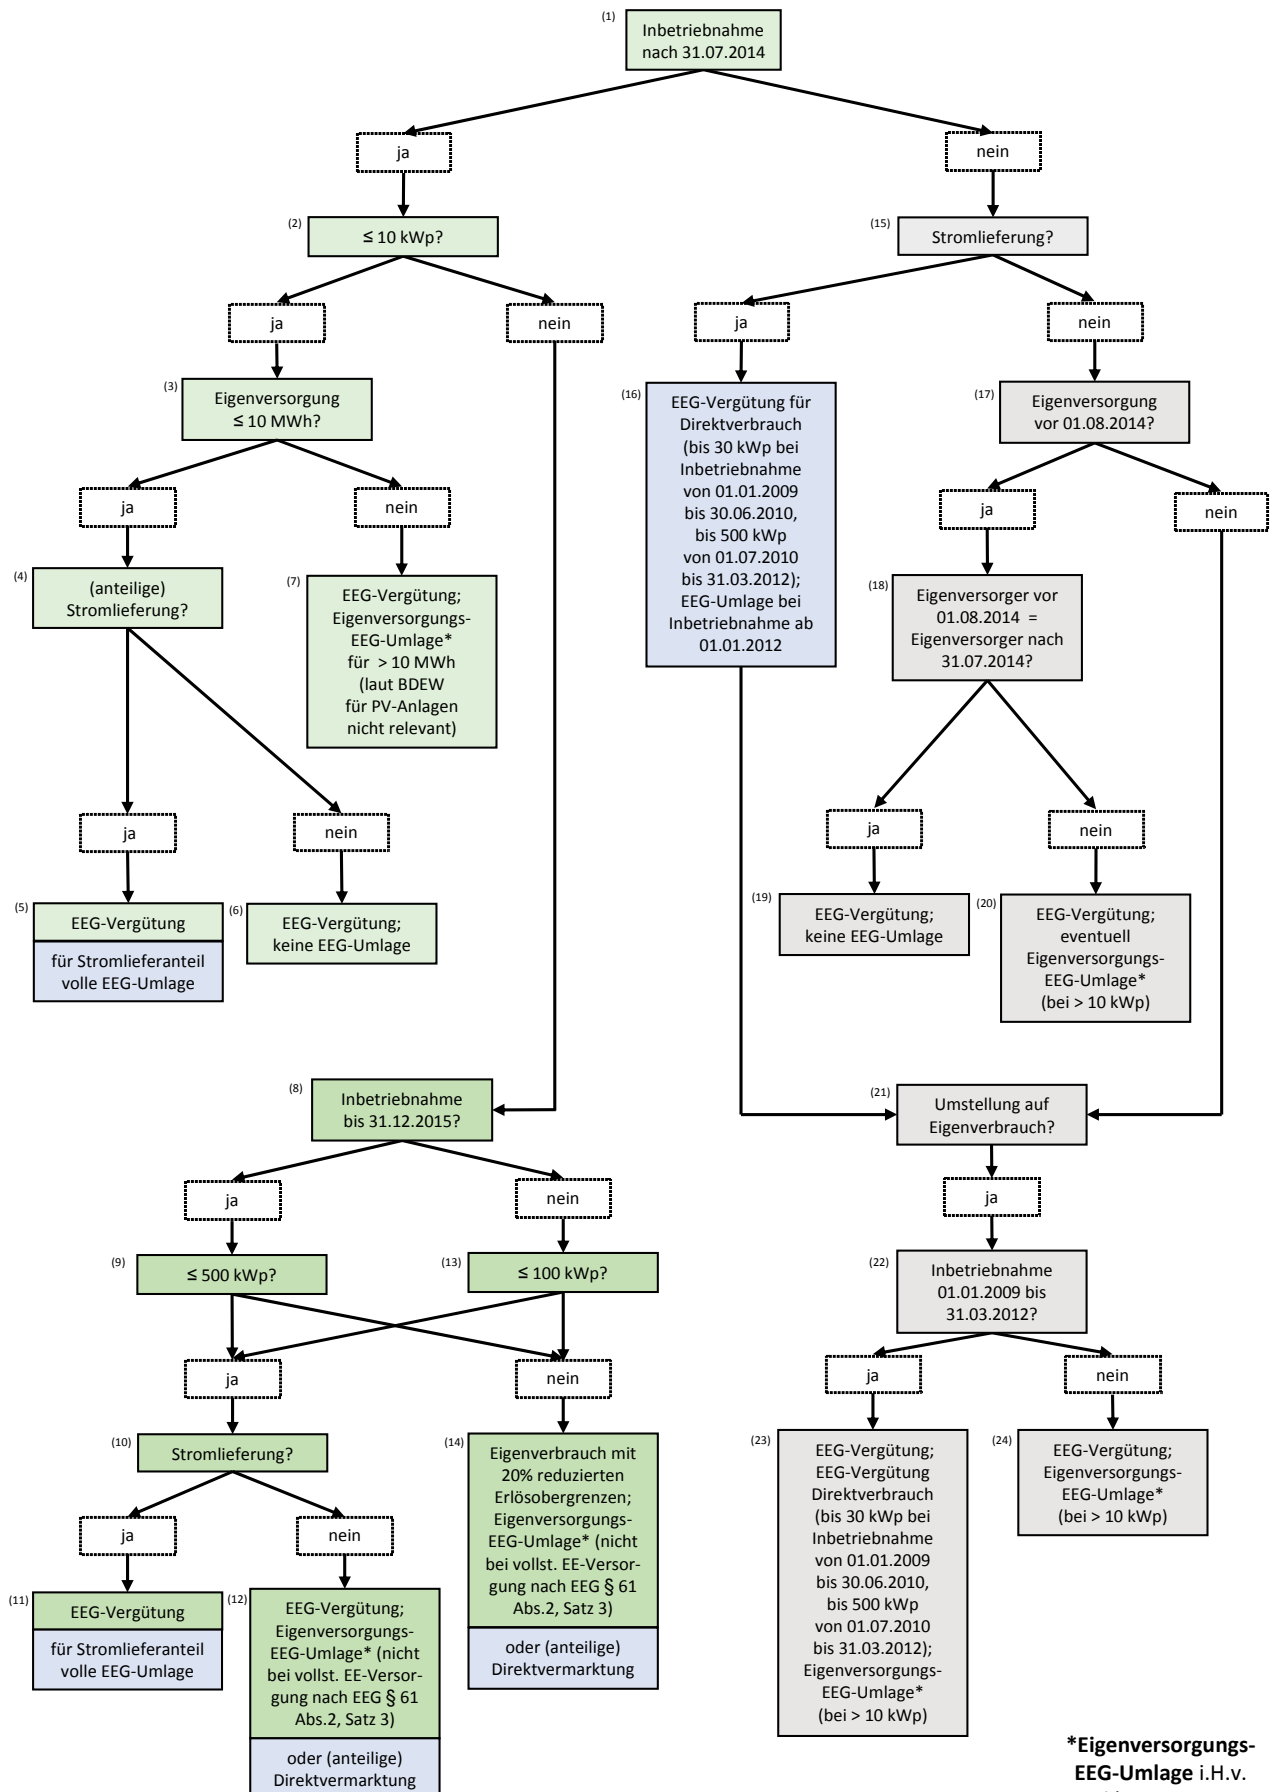 (1)
Inbetriebnahme
nach 31.07.2014
ja
nein
(2)
≤ 10 kWp?
(15)
Stromlieferung?
ja
nein
ja
nein
(3)
Eigenversorgung
≤ 10 MWh?
(16)
EEG-Vergütung für
Direktverbrauch
(bis 30 kWp bei
Inbetriebnahme
von 01.01.2009
bis 30.06.2010,
bis 500 kWp
von 01.07.2010
bis 31.03.2012);
EEG-Umlage bei
Inbetriebnahme ab
01.01.2012
(17)
Eigenversorgung
vor 01.08.2014?
ja
nein
ja
nein
(4)
(anteilige)
Stromlieferung?
(7)
EEG-Vergütung;
Eigenversorgungs-
EEG-Umlage*
für > 10 MWh
(laut BDEW
für PV-Anlagen
nicht relevant)
(18)
Eigenversorger vor
01.08.2014 =
Eigenversorger nach
31.07.2014?
ja
nein
ja
nein
(5)
EEG-Vergütung
für Stromlieferanteil
volle EEG-Umlage
(6)
EEG-Vergütung;
keine EEG-Umlage
(19)
EEG-Vergütung;
keine EEG-Umlage
(20)
EEG-Vergütung;
eventuell
Eigenversorgungs-
EEG-Umlage*
(bei > 10 kWp)
(8)
Inbetriebnahme
bis 31.12.2015?
(21)
Umstellung auf
Eigenverbrauch?
ja
nein
ja
(9)
≤ 500 kWp?
(13)
≤ 100 kWp?
(22)
Inbetriebnahme
01.01.2009 bis
31.03.2012?
ja
nein
ja
nein
(10)
Stromlieferung?
(14)
Eigenverbrauch mit
20% reduzierten
Erlösobergrenzen;
Eigenversorgungs-
EEG-Umlage* (nicht
bei vollst. EE-Versor-
gung nach EEG § 61
Abs.2, Satz 3)
oder (anteilige)
Direktvermarktung
(23)
EEG-Vergütung;
EEG-Vergütung
Direktverbrauch
(bis 30 kWp bei
Inbetriebnahme
von 01.01.2009
bis 30.06.2010,
bis 500 kWp
von 01.07.2010
bis 31.03.2012);
Eigenversorgungs-
EEG-Umlage*
(bei > 10 kWp)
(24)
EEG-Vergütung;
Eigenversorgungs-
EEG-Umlage*
(bei > 10 kWp)
ja
nein
(11)
EEG-Vergütung
für Stromlieferanteil
volle EEG-Umlage
(12)
EEG-Vergütung;
Eigenversorgungs-
EEG-Umlage* (nicht
bei vollst. EE-Versor-
gung nach EEG § 61
Abs.2, Satz 3)
oder (anteilige)
Direktvermarktung
*Eigenversorgungs-
EEG-Umlage i.H.v.